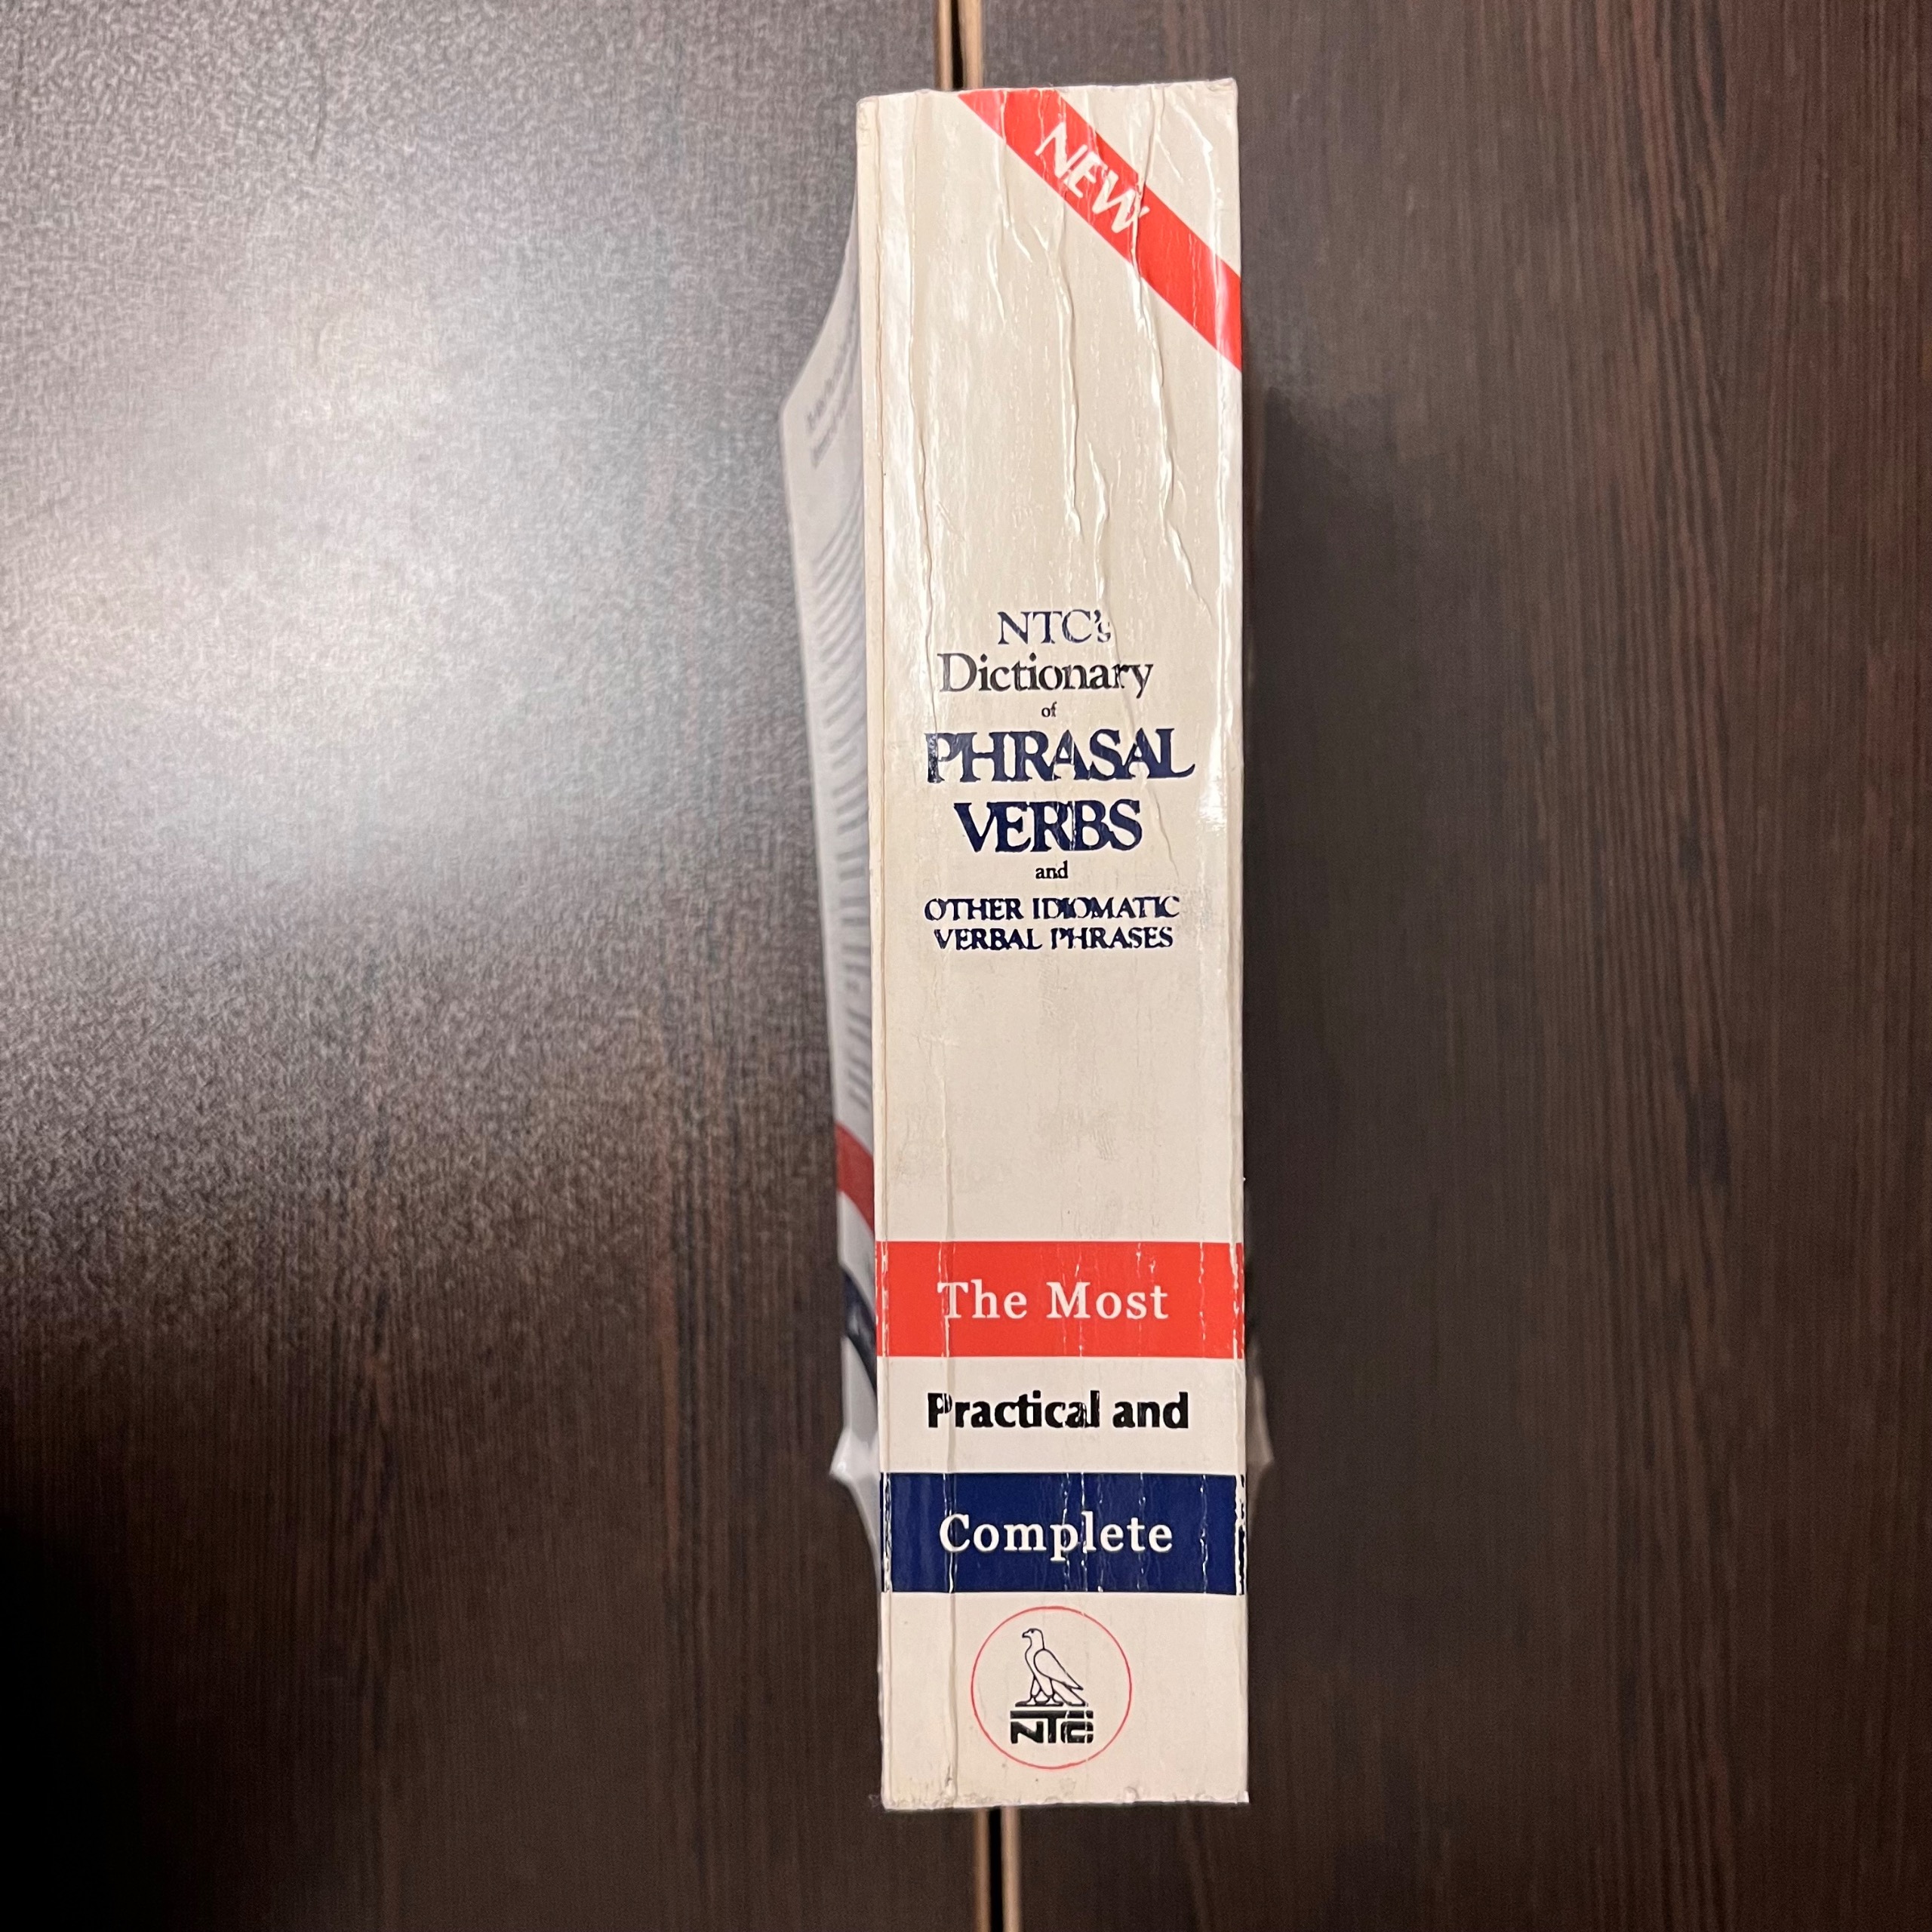 NEW
NTC's
Dictionary
of
PHRASAL
VERBS
and
OTHER IDIOMATIC
VERBAL PHRASES
The Most
Practical and
Complete
NTC